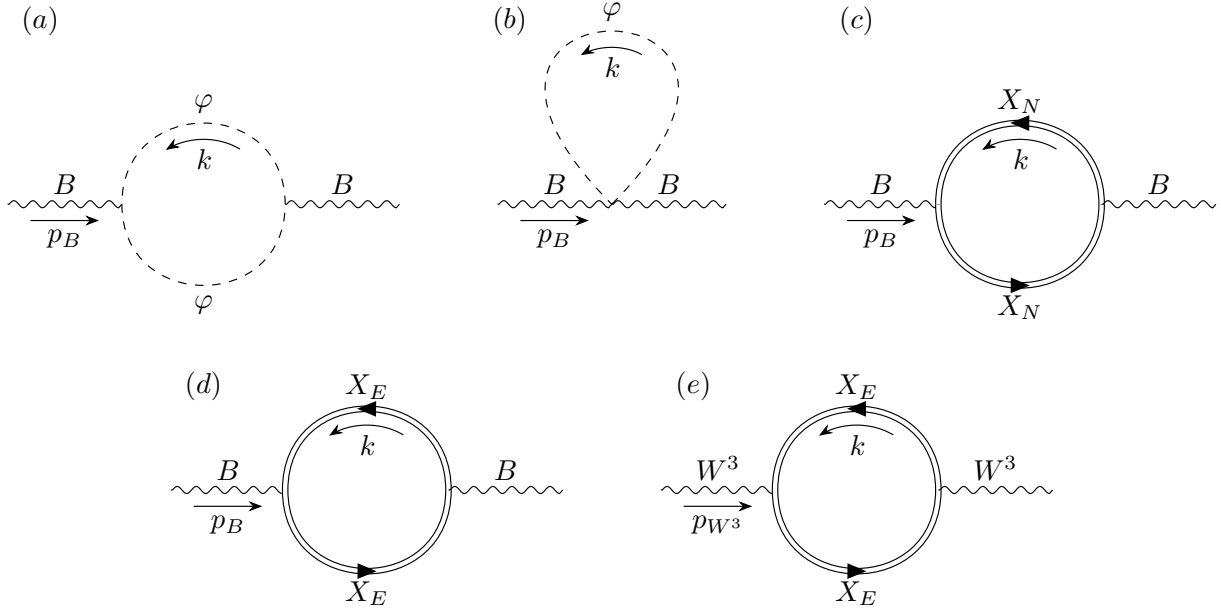 (a)
φ
k
B
B
p_B
φ
(b)
φ
k
B
B
p_B
(c)
X_N
k
B
B
p_B
X_N
(d)
X_E
k
B
B
p_B
X_E
(e)
X_E
k
W^3
W^3
p_{W^3}
X_E